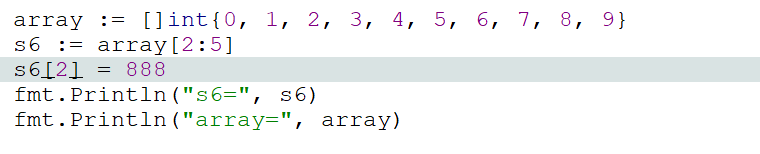 array := []int{0, 1, 2, 3, 4, 5, 6, 7, 8, 9}
s6 := array[2:5]
s6[2] = 888
fmt.Println("s6=", s6)
fmt.Println("array=", array)